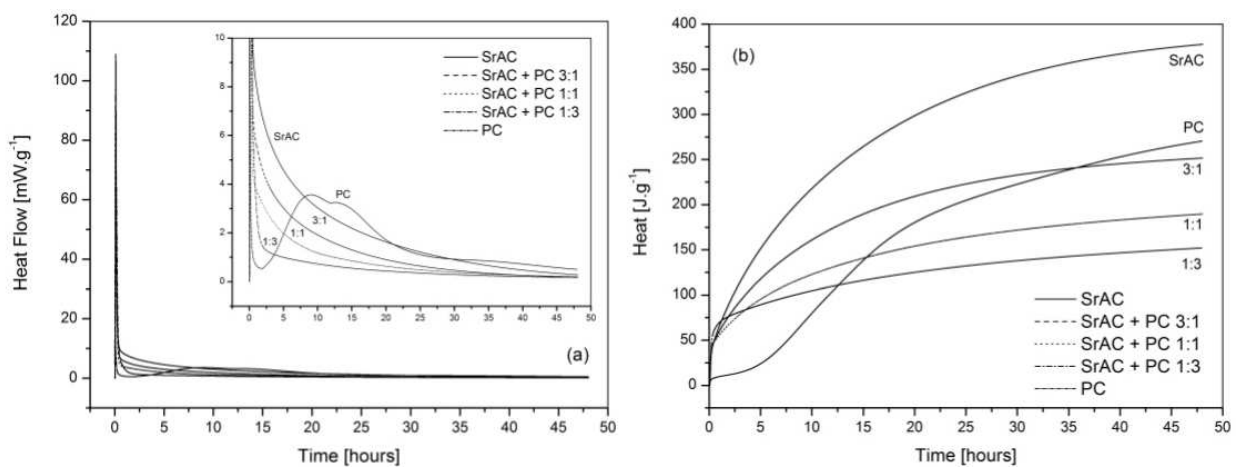 120
100
80
60
40
20
0
Heat Flow [mW.g⁻¹]
0 5 10 15 20 25 30 35 40 45 50
Time [hours]
(a)
10
8
6
4
2
0
0 5 10 15 20 25 30 35 40 45 50
SrAC
SrAC + PC 3:1
SrAC + PC 1:1
SrAC + PC 1:3
PC
SrAC
PC
3:1
1:1
1:3
400
350
300
250
200
150
100
50
0
Heat [J.g⁻¹]
0 5 10 15 20 25 30 35 40 45 50
Time [hours]
(b)
SrAC
PC
3:1
1:1
1:3
SrAC
SrAC + PC 3:1
SrAC + PC 1:1
SrAC + PC 1:3
PC